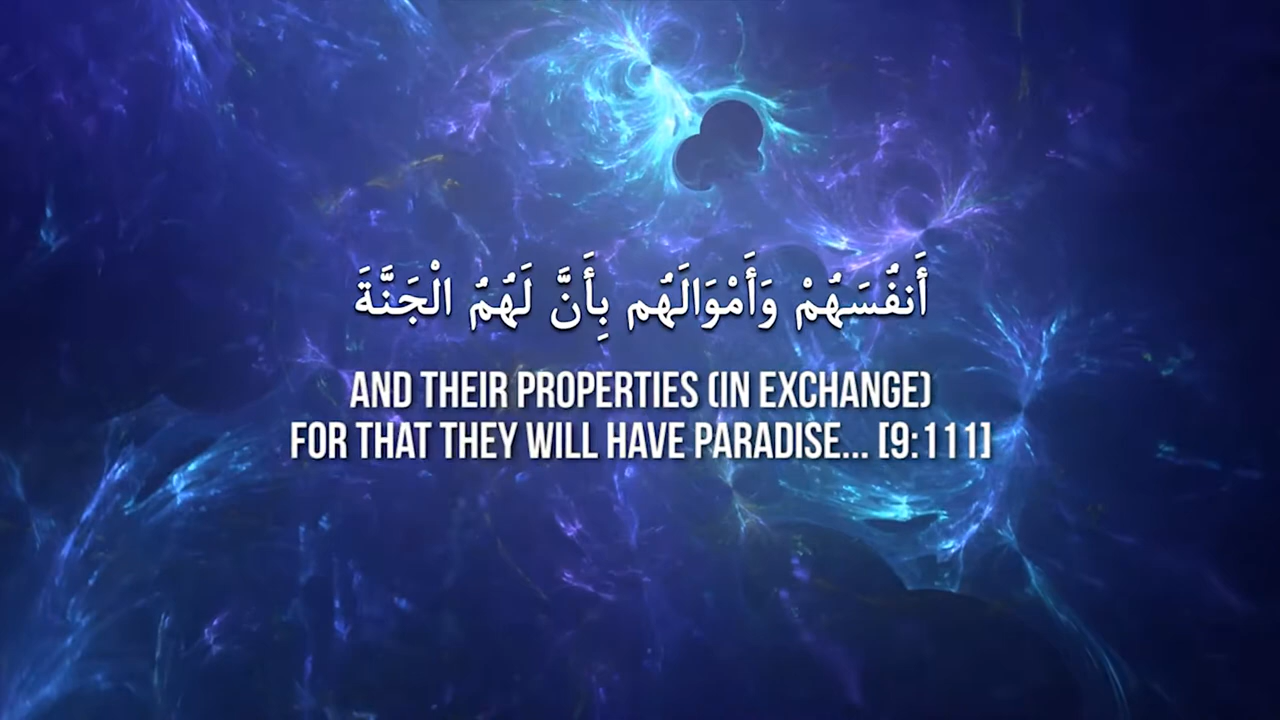 أَنفُسَهُمْ وَأَمْوَالَهُم بِأَنَّ لَهُمُ الْجَنَّةَ
AND THEIR PROPERTIES (IN EXCHANGE)
FOR THAT THEY WILL HAVE PARADISE... [9:111]